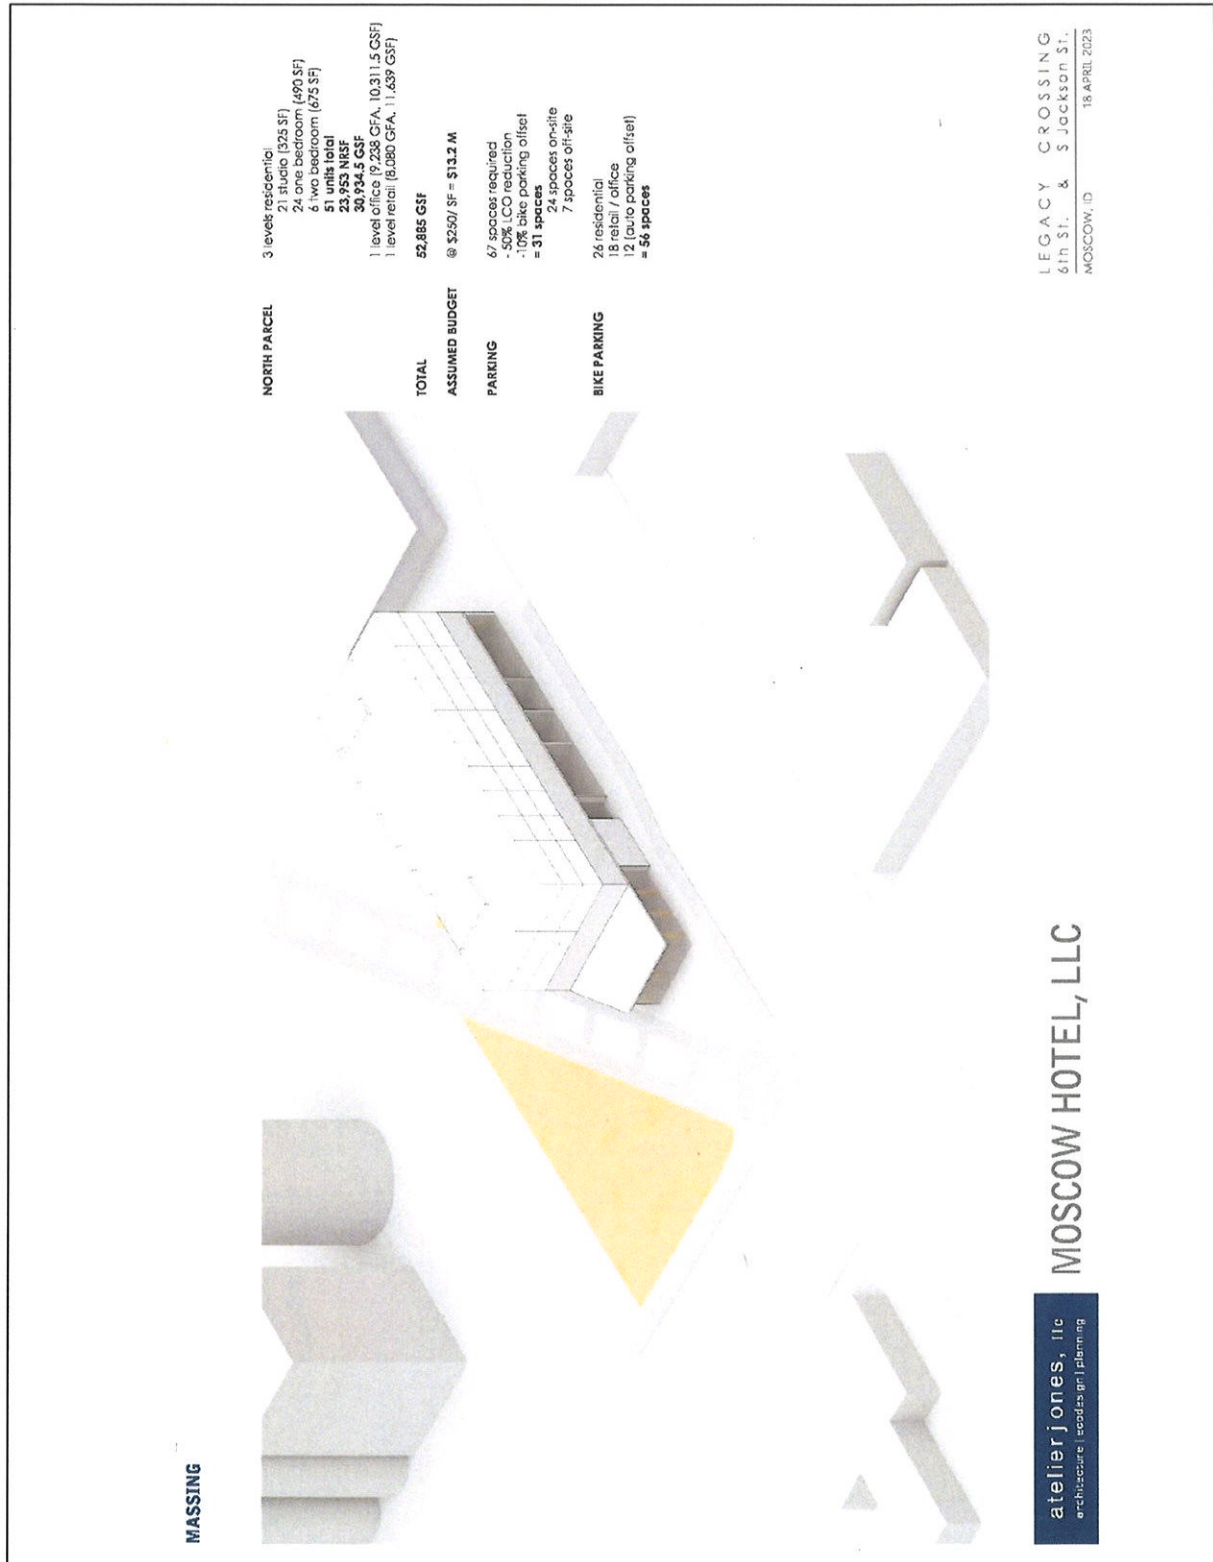 MASSING
NORTH PARCEL
3 levels residential
21 studio (325 SF)
24 one bedroom (490 SF)
6 two bedroom (675 SF)
51 units total
23,953 NRSF
30,934.5 GSF
1 level office (9,238 GFA, 10,311.5 GSF)
1 level retail (8,080 GFA, 11,639 GSF)
TOTAL
52,885 GSF
ASSUMED BUDGET
@ $250/ SF = $13.2 M
PARKING
67 spaces required
- 50% LCO reduction
-10% bike parking offset
= 31 spaces
24 spaces on-site
7 spaces off-site
BIKE PARKING
26 residential
18 retail / office
12 (auto parking offset)
= 56 spaces
atelierjones, llc
architecture | ecodesign | planning
MOSCOW HOTEL, LLC
LEGACY CROSSING
6th St. & S Jackson St.
MOSCOW, ID 18 APRIL 2023